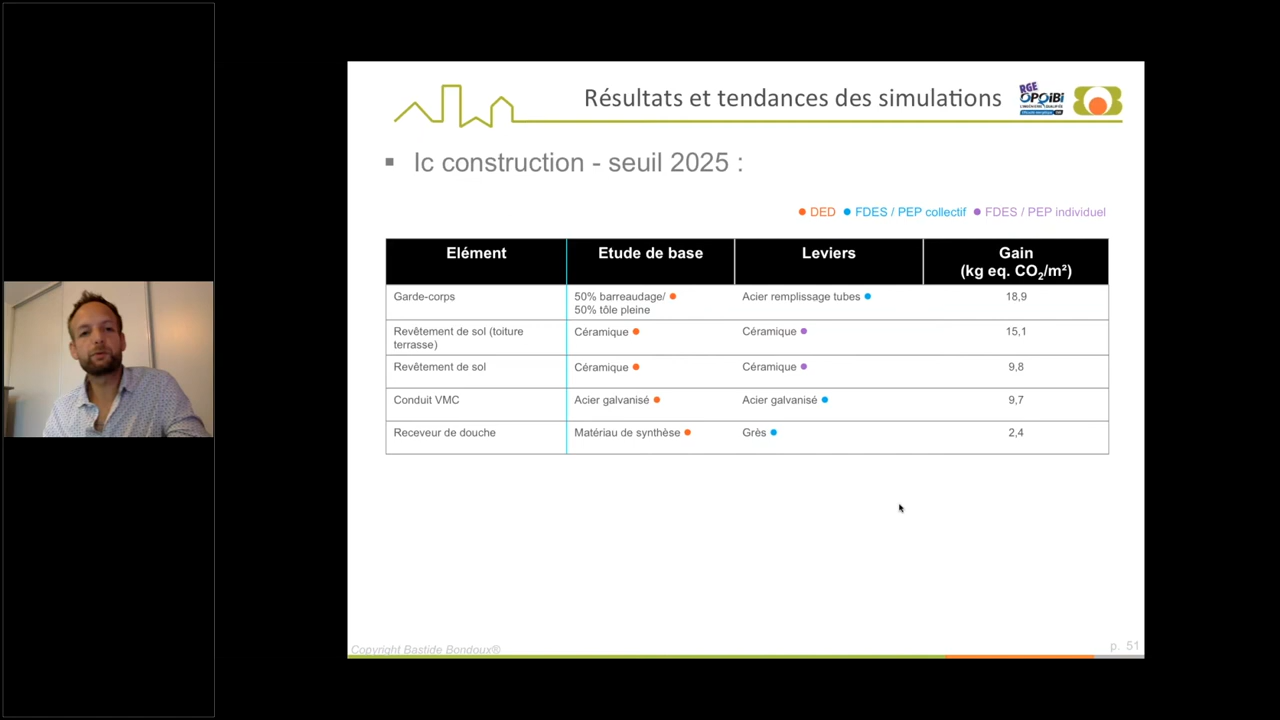 Résultats et tendances des simulations
RGE
OPQIBI
▪ Ic construction - seuil 2025 :
● DED ● FDES / PEP collectif ● FDES / PEP individuel
Elément Etude de base Leviers Gain
(kg eq. CO₂/m²)
Garde-corps 50% barreaudage/ ● Acier remplissage tubes ● 18,9
50% tôle pleine
Revêtement de sol (toiture Céramique ● Céramique ● 15,1
terrasse)
Revêtement de sol Céramique ● Céramique ● 9,8
Conduit VMC Acier galvanisé ● Acier galvanisé ● 9,7
Receveur de douche Matériau de synthèse ● Grès ● 2,4
Copyright Bastide Bondoux®
p. 51